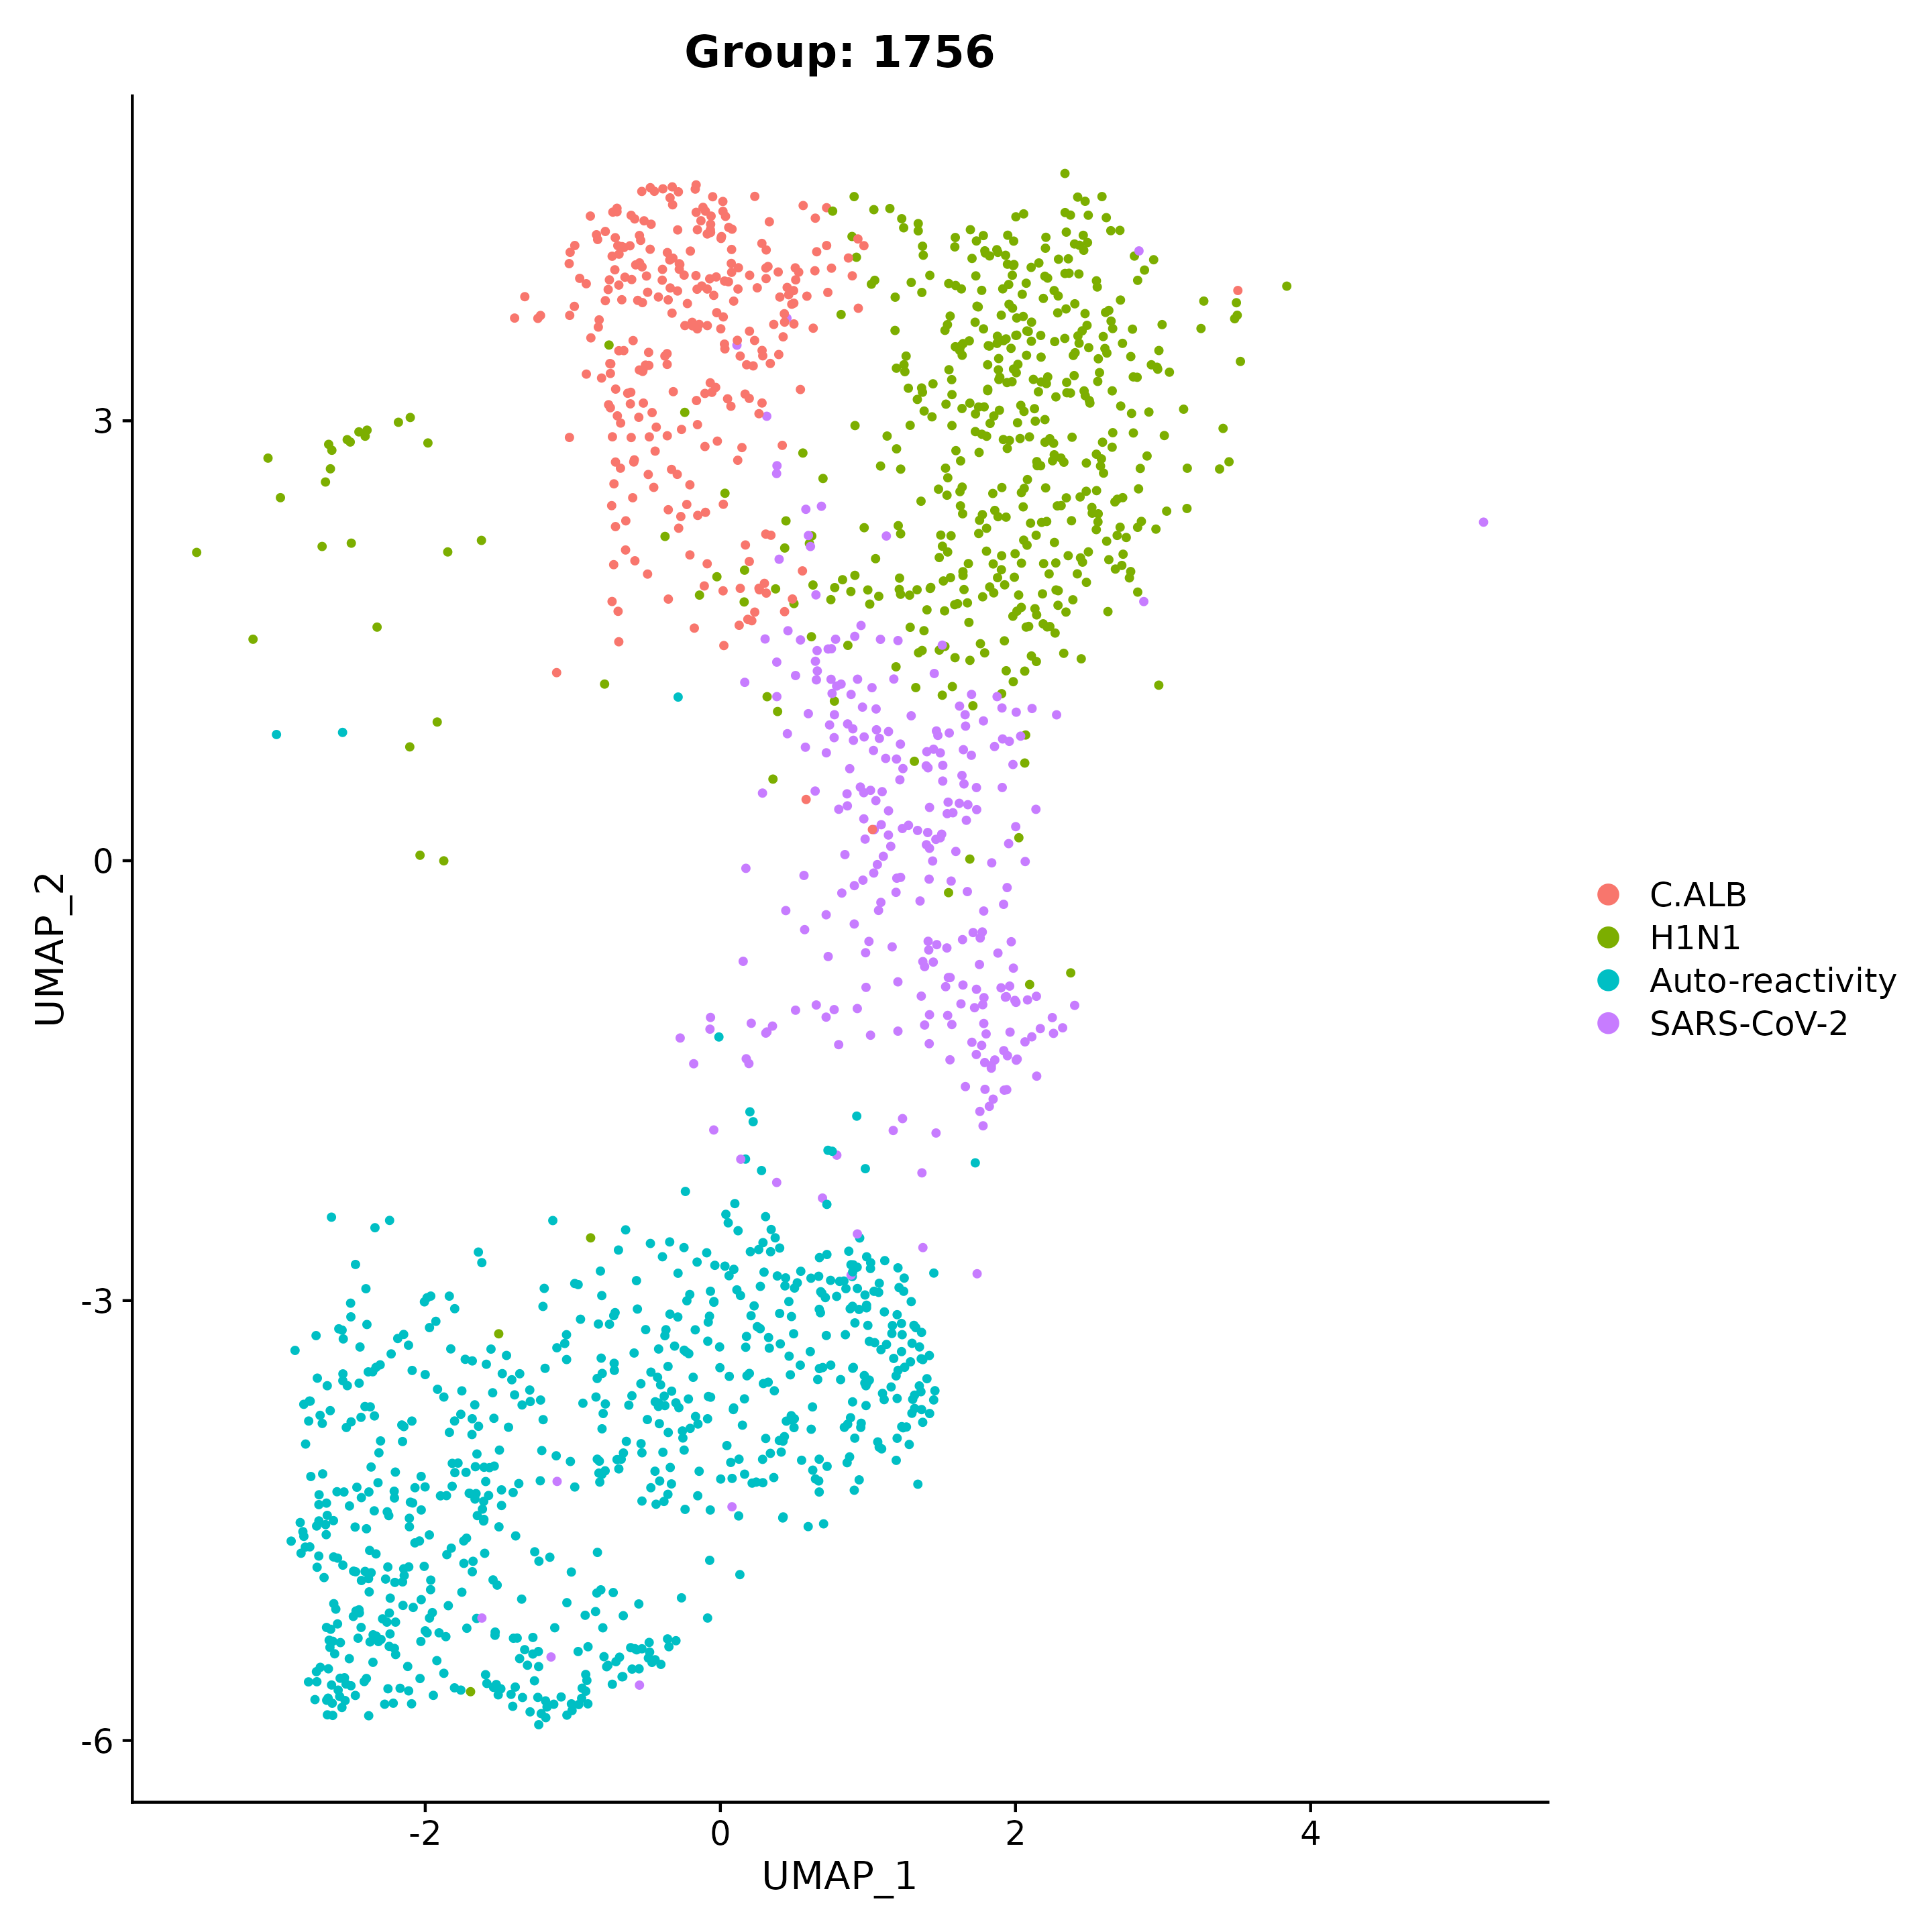 Group: 1756
UMAP_2
3
0
-3
-6
-2
0
2
4
UMAP_1
C.ALB
H1N1
Auto-reactivity
SARS-CoV-2